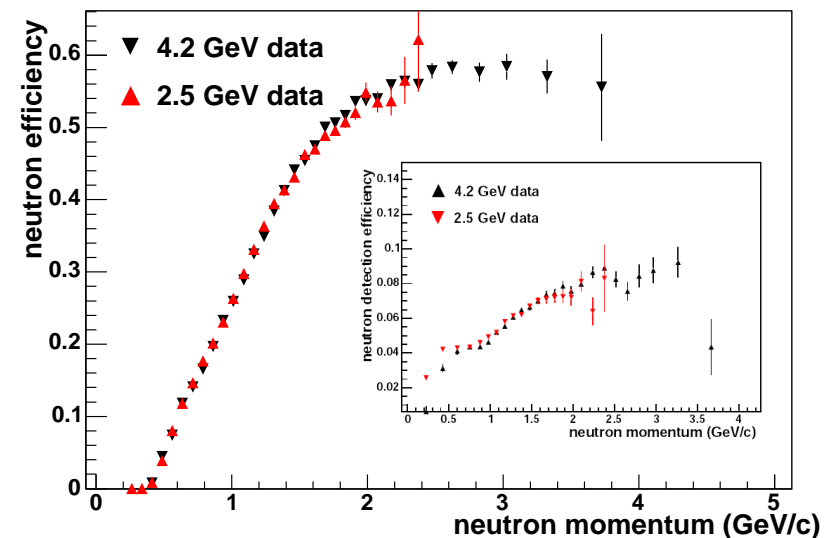 neutron efficiency
0.6
0.5
0.4
0.3
0.2
0.1
0
4.2 GeV data
2.5 GeV data
neutron detection efficiency
0.14
0.12
0.1
0.08
0.06
0.04
0.02
4.2 GeV data
2.5 GeV data
0 0.5 1 1.5 2 2.5 3 3.5 4
neutron momentum (GeV/c)
0 1 2 3 4 5
neutron momentum (GeV/c)